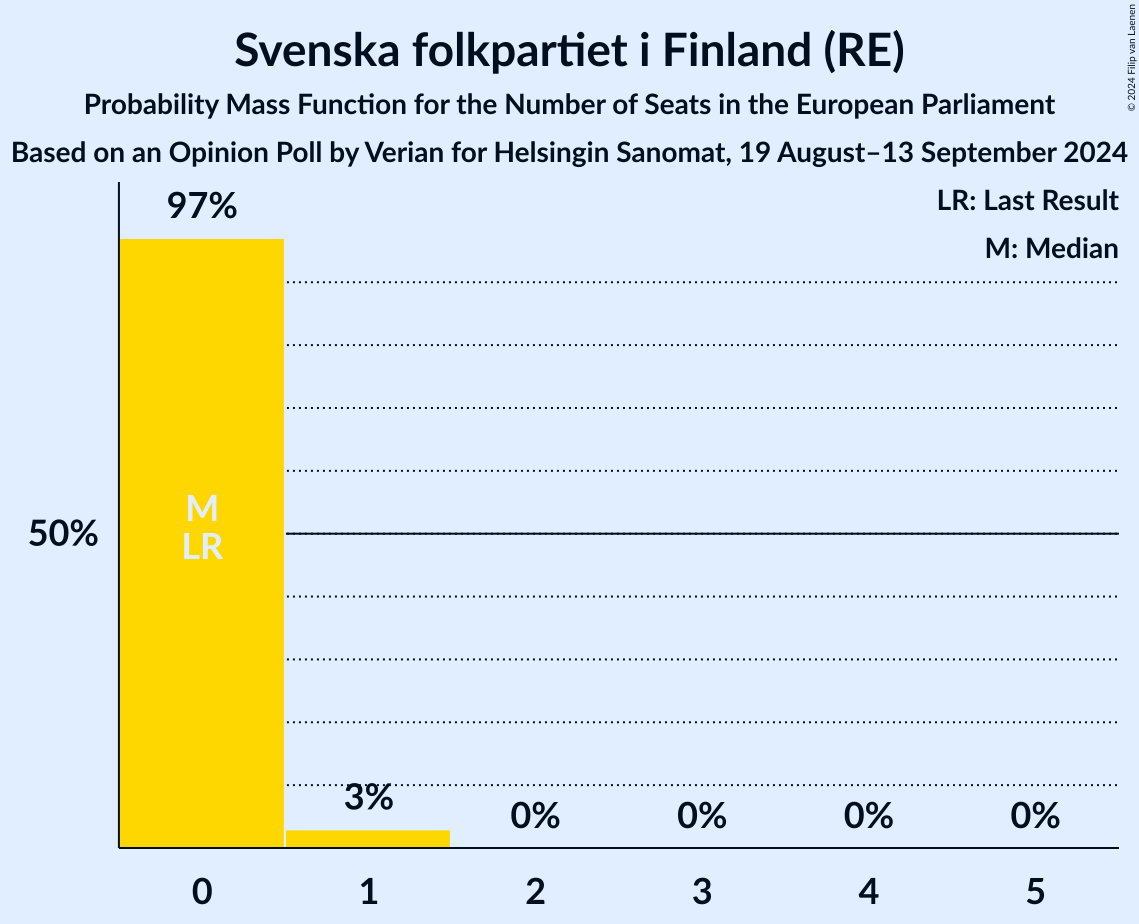 Svenska folkpartiet i Finland (RE)
Probability Mass Function for the Number of Seats in the European Parliament
Based on an Opinion Poll by Verian for Helsingin Sanomat, 19 August–13 September 2024
© 2024 Filip van Laenen
LR: Last Result
M: Median
97%
M
LR
50%
3%
0%
0%
0%
0%
0
1
2
3
4
5